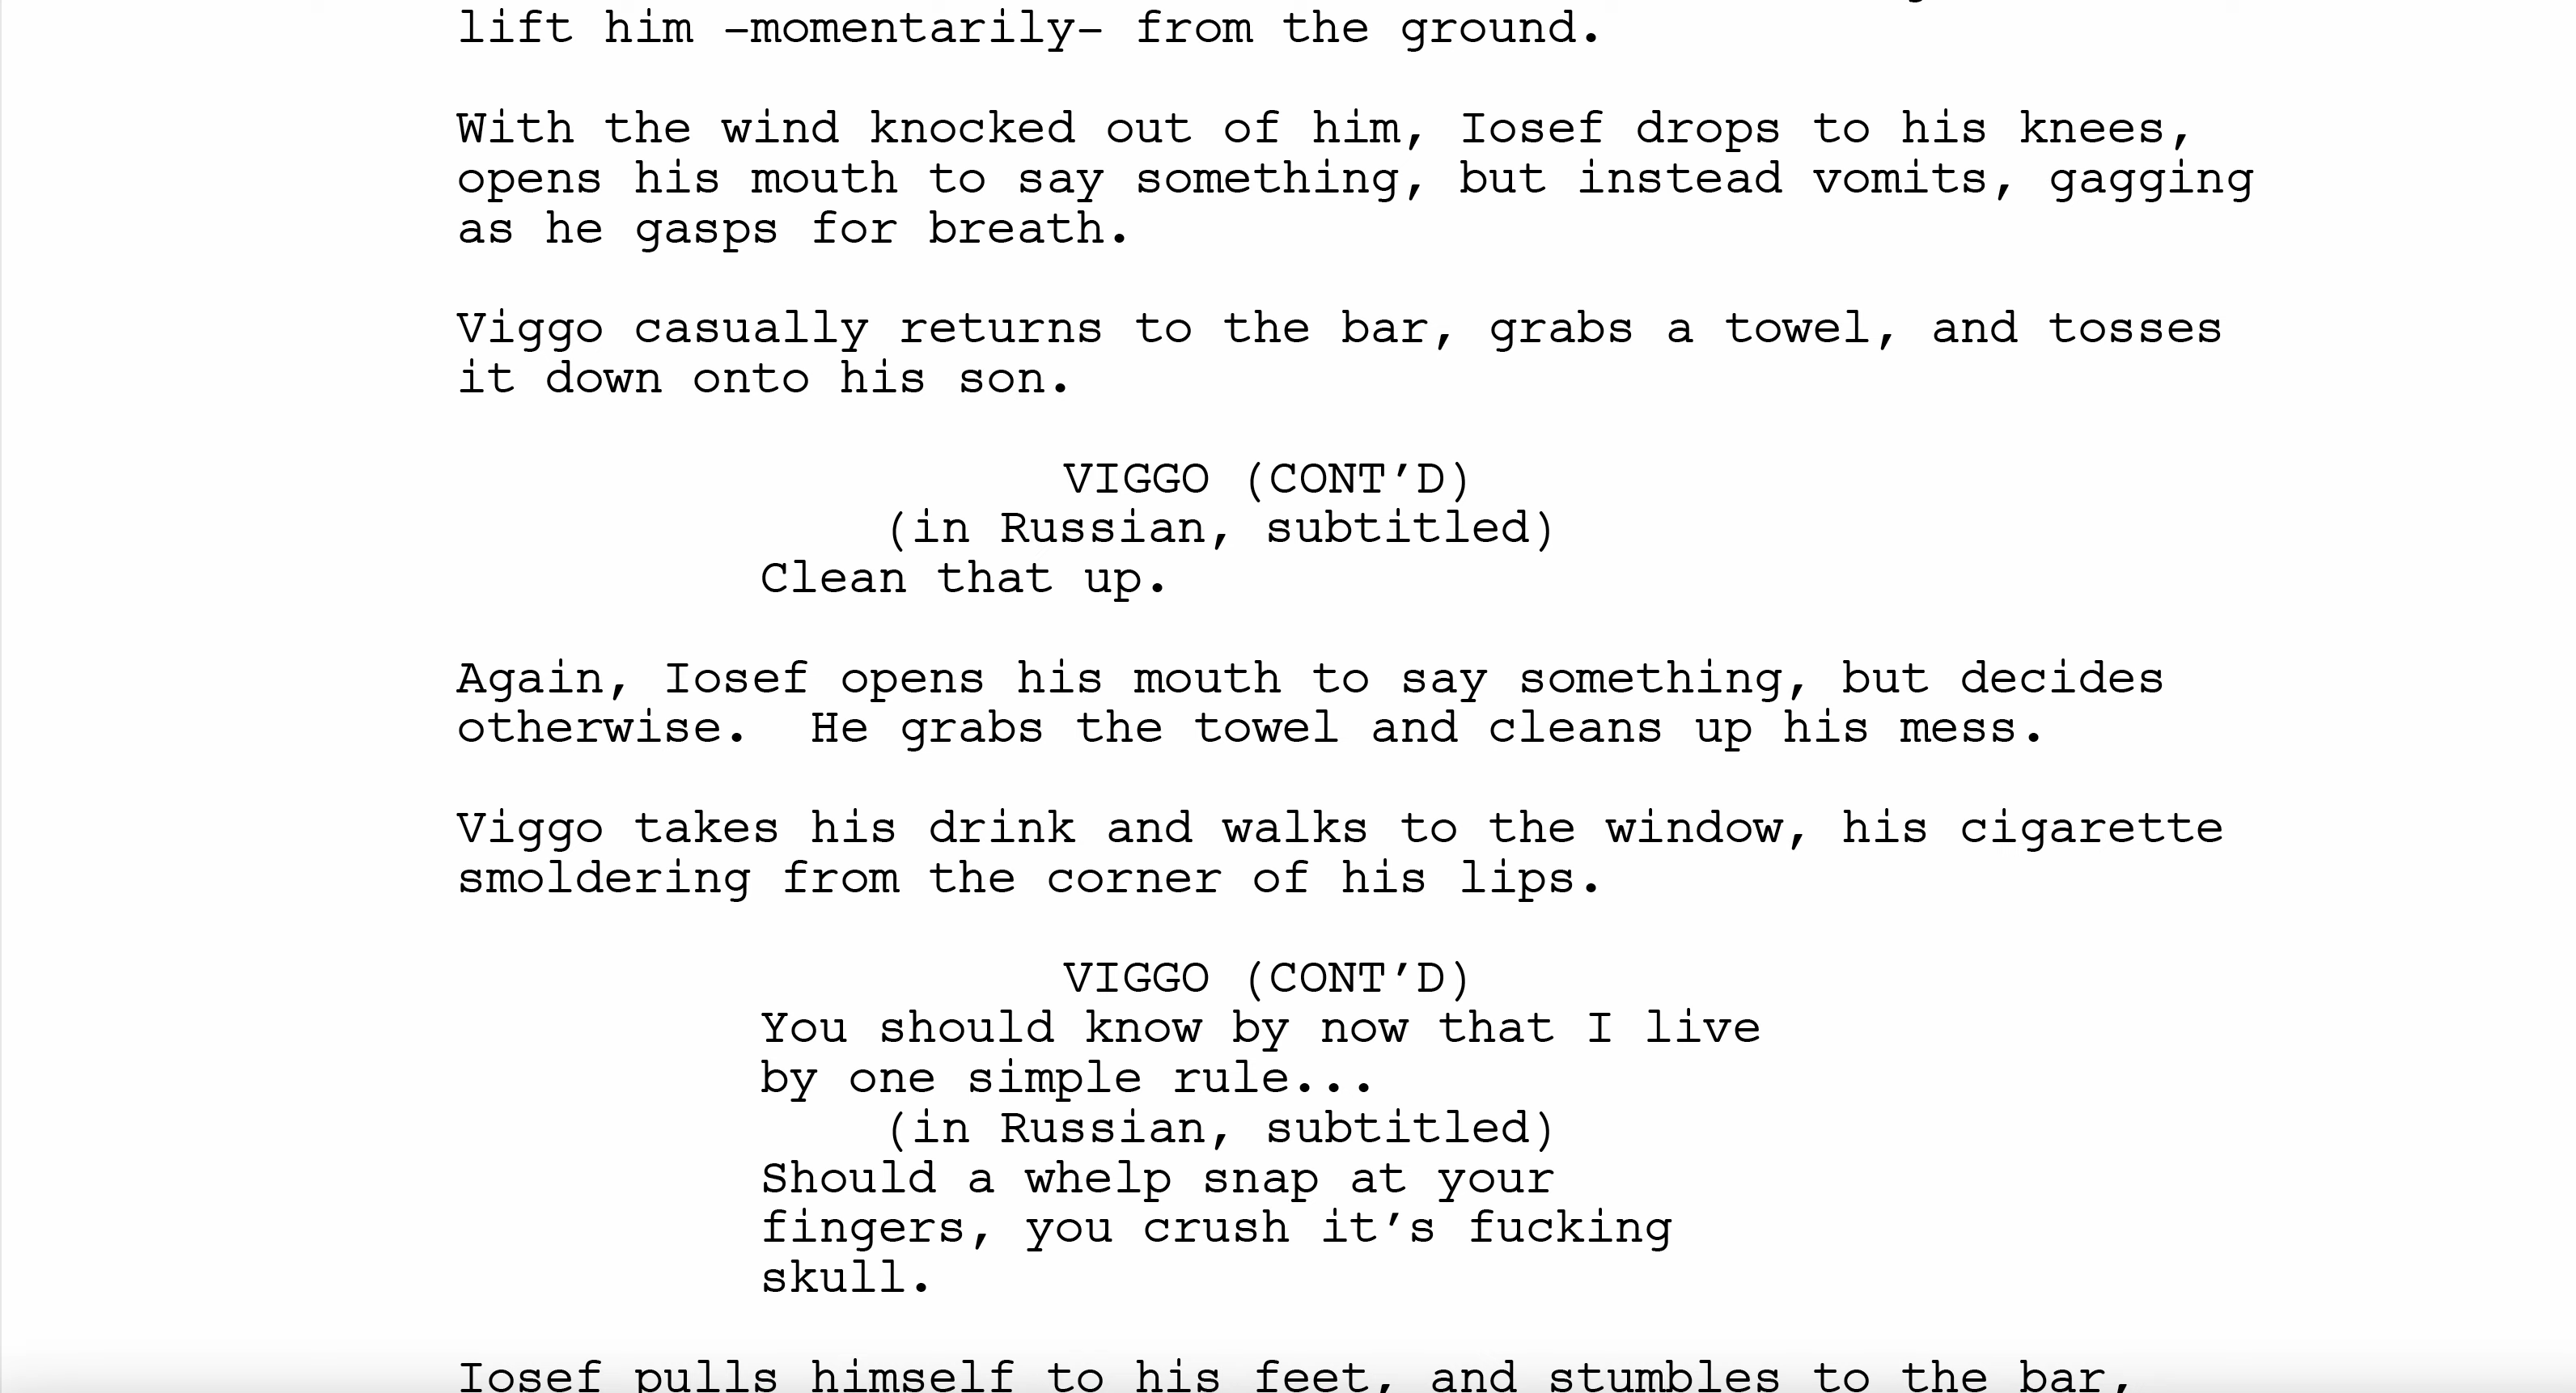 lift him –momentarily– from the ground.
With the wind knocked out of him, Iosef drops to his knees,
opens his mouth to say something, but instead vomits, gagging
as he gasps for breath.
Viggo casually returns to the bar, grabs a towel, and tosses
it down onto his son.
VIGGO (CONT’D)
(in Russian, subtitled)
Clean that up.
Again, Iosef opens his mouth to say something, but decides
otherwise.  He grabs the towel and cleans up his mess.
Viggo takes his drink and walks to the window, his cigarette
smoldering from the corner of his lips.
VIGGO (CONT’D)
You should know by now that I live
by one simple rule...
(in Russian, subtitled)
Should a whelp snap at your
fingers, you crush it’s fucking
skull.
Iosef pulls himself to his feet, and stumbles to the bar,